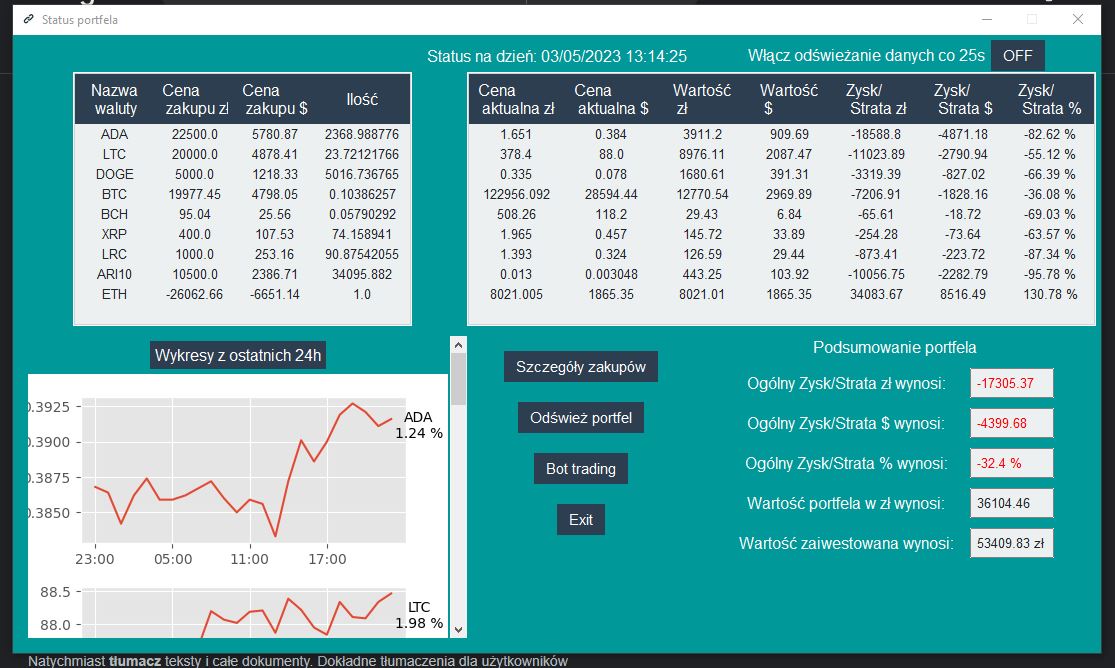 Status portfela
Status na dzień: 03/05/2023 13:14:25
Włącz odświeżanie danych co 25s OFF
Nazwa waluty Cena zakupu zł Cena zakupu $ Ilość
ADA 22500.0 5780.87 2368.988776
LTC 20000.0 4878.41 23.72121766
DOGE 5000.0 1218.33 5016.736765
BTC 19977.45 4798.05 0.10386257
BCH 95.04 25.56 0.05790292
XRP 400.0 107.53 74.158941
LRC 1000.0 253.16 90.87542055
ARI10 10500.0 2386.71 34095.882
ETH -26062.66 -6651.14 1.0
Cena aktualna zł Cena aktualna $ Wartość zł Wartość $ Zysk/ Strata zł Zysk/ Strata $ Zysk/ Strata %
1.651 0.384 3911.2 909.69 -18588.8 -4871.18 -82.62 %
378.4 88.0 8976.11 2087.47 -11023.89 -2790.94 -55.12 %
0.335 0.078 1680.61 391.31 -3319.39 -827.02 -66.39 %
122956.092 28594.44 12770.54 2969.89 -7206.91 -1828.16 -36.08 %
508.26 118.2 29.43 6.84 -65.61 -18.72 -69.03 %
1.965 0.457 145.72 33.89 -254.28 -73.64 -63.57 %
1.393 0.324 126.59 29.44 -873.41 -223.72 -87.34 %
0.013 0.003048 443.25 103.92 -10056.75 -2282.79 -95.78 %
8021.005 1865.35 8021.01 1865.35 34083.67 8516.49 130.78 %
Wykresy z ostatnich 24h
0.3925
0.3900
0.3875
0.3850
ADA
1.24 %
23:00 05:00 11:00 17:00
88.5
88.0
LTC
1.98 %
Szczegóły zakupów
Odśwież portfel
Bot trading
Exit
Podsumowanie portfela
Ogólny Zysk/Strata zł wynosi: -17305.37
Ogólny Zysk/Strata $ wynosi: -4399.68
Ogólny Zysk/Strata % wynosi: -32.4 %
Wartość portfela w zł wynosi: 36104.46
Wartość zaiwestowana wynosi: 53409.83 zł
Natychmiast tłumacz teksty i całe dokumenty. Dokładne tłumaczenia dla użytkowników